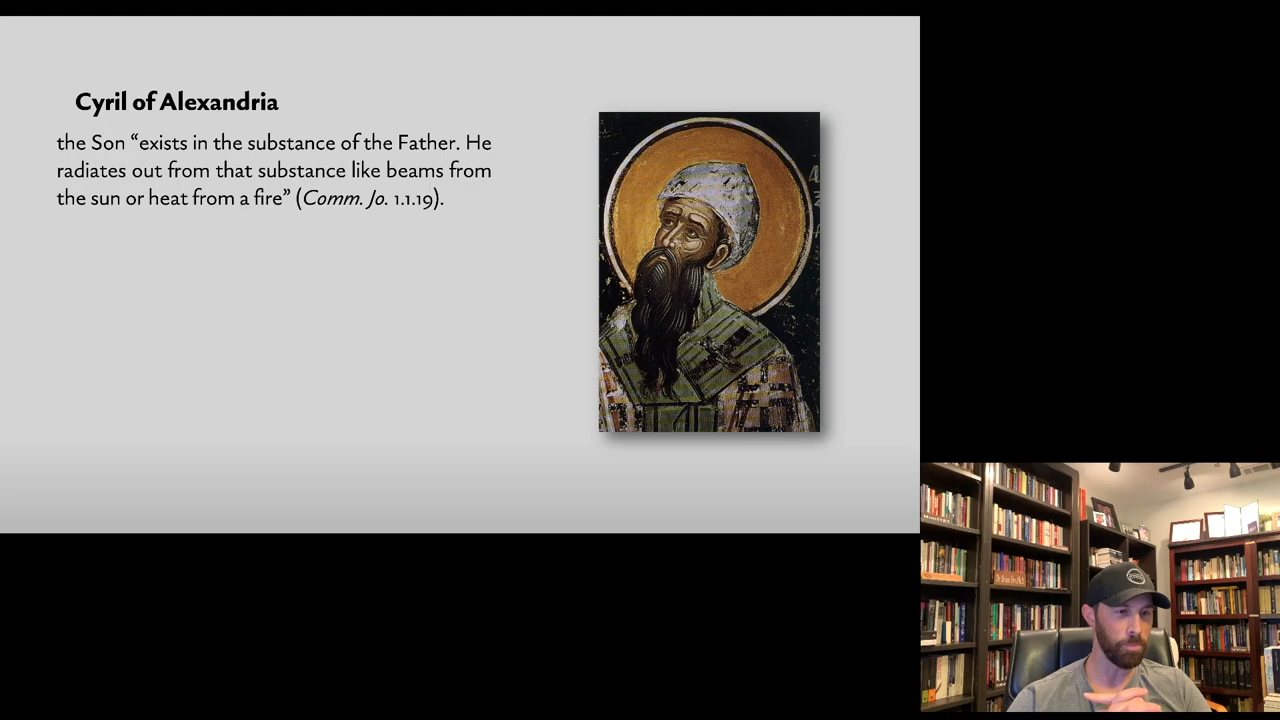 Cyril of Alexandria
the Son “exists in the substance of the Father. He
radiates out from that substance like beams from
the sun or heat from a fire” (Comm. Jo. 1.1.19).